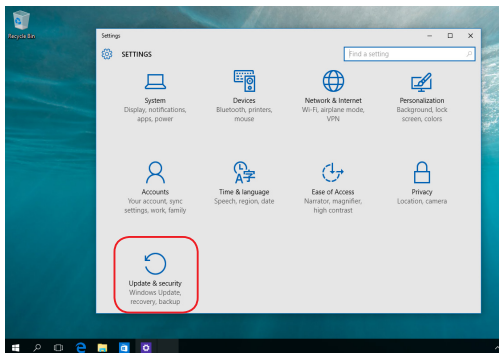 Recycle Bin
Settings
SETTINGS
Find a setting
System
Display, notifications,
apps, power
Devices
Bluetooth, printers,
mouse
Network & Internet
Wi-Fi, airplane mode,
VPN
Personalization
Background, lock
screen, colors
Accounts
Your account, sync
settings, work, family
Time & language
Speech, region, date
Ease of Access
Narrator, magnifier,
high contrast
Privacy
Location, camera
Update & security
Windows Update,
recovery, backup